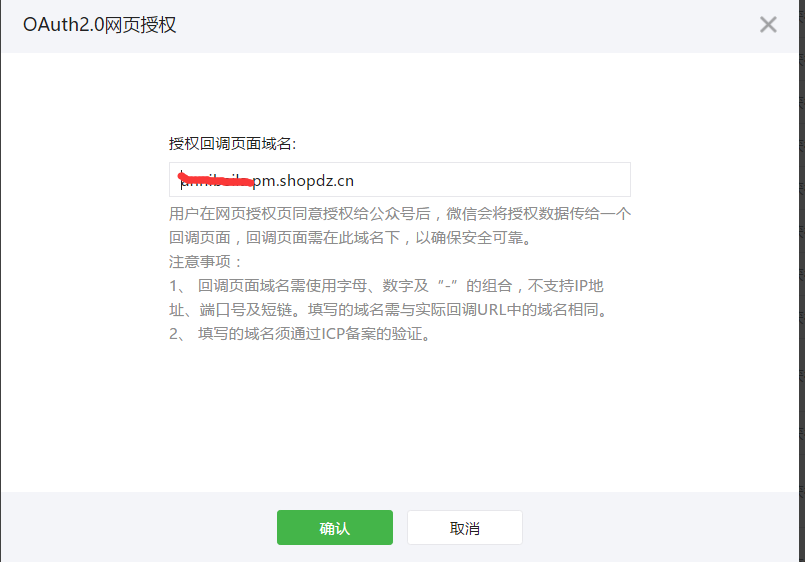 OAuth2.0网页授权
授权回调页面域名:
pm.shopdz.cn
用户在网页授权页同意授权给公众号后，微信会将授权数据传给一个
回调页面，回调页面需在此域名下，以确保安全可靠。
注意事项：
1、 回调页面域名需使用字母、数字及“-”的组合，不支持IP地
址、端口号及短链。填写的域名需与实际回调URL中的域名相同。
2、 填写的域名须通过ICP备案的验证。
确认
取消